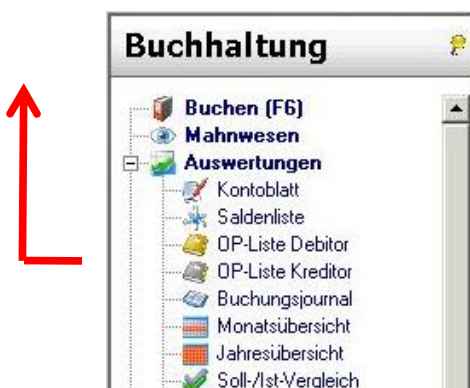 Buchhaltung
Buchen (F6)
Mahnwesen
Auswertungen
Kontoblatt
Saldenliste
OP-Liste Debitor
OP-Liste Kreditor
Buchungsjournal
Monatsübersicht
Jahresübersicht
Soll-/Ist-Vergleich